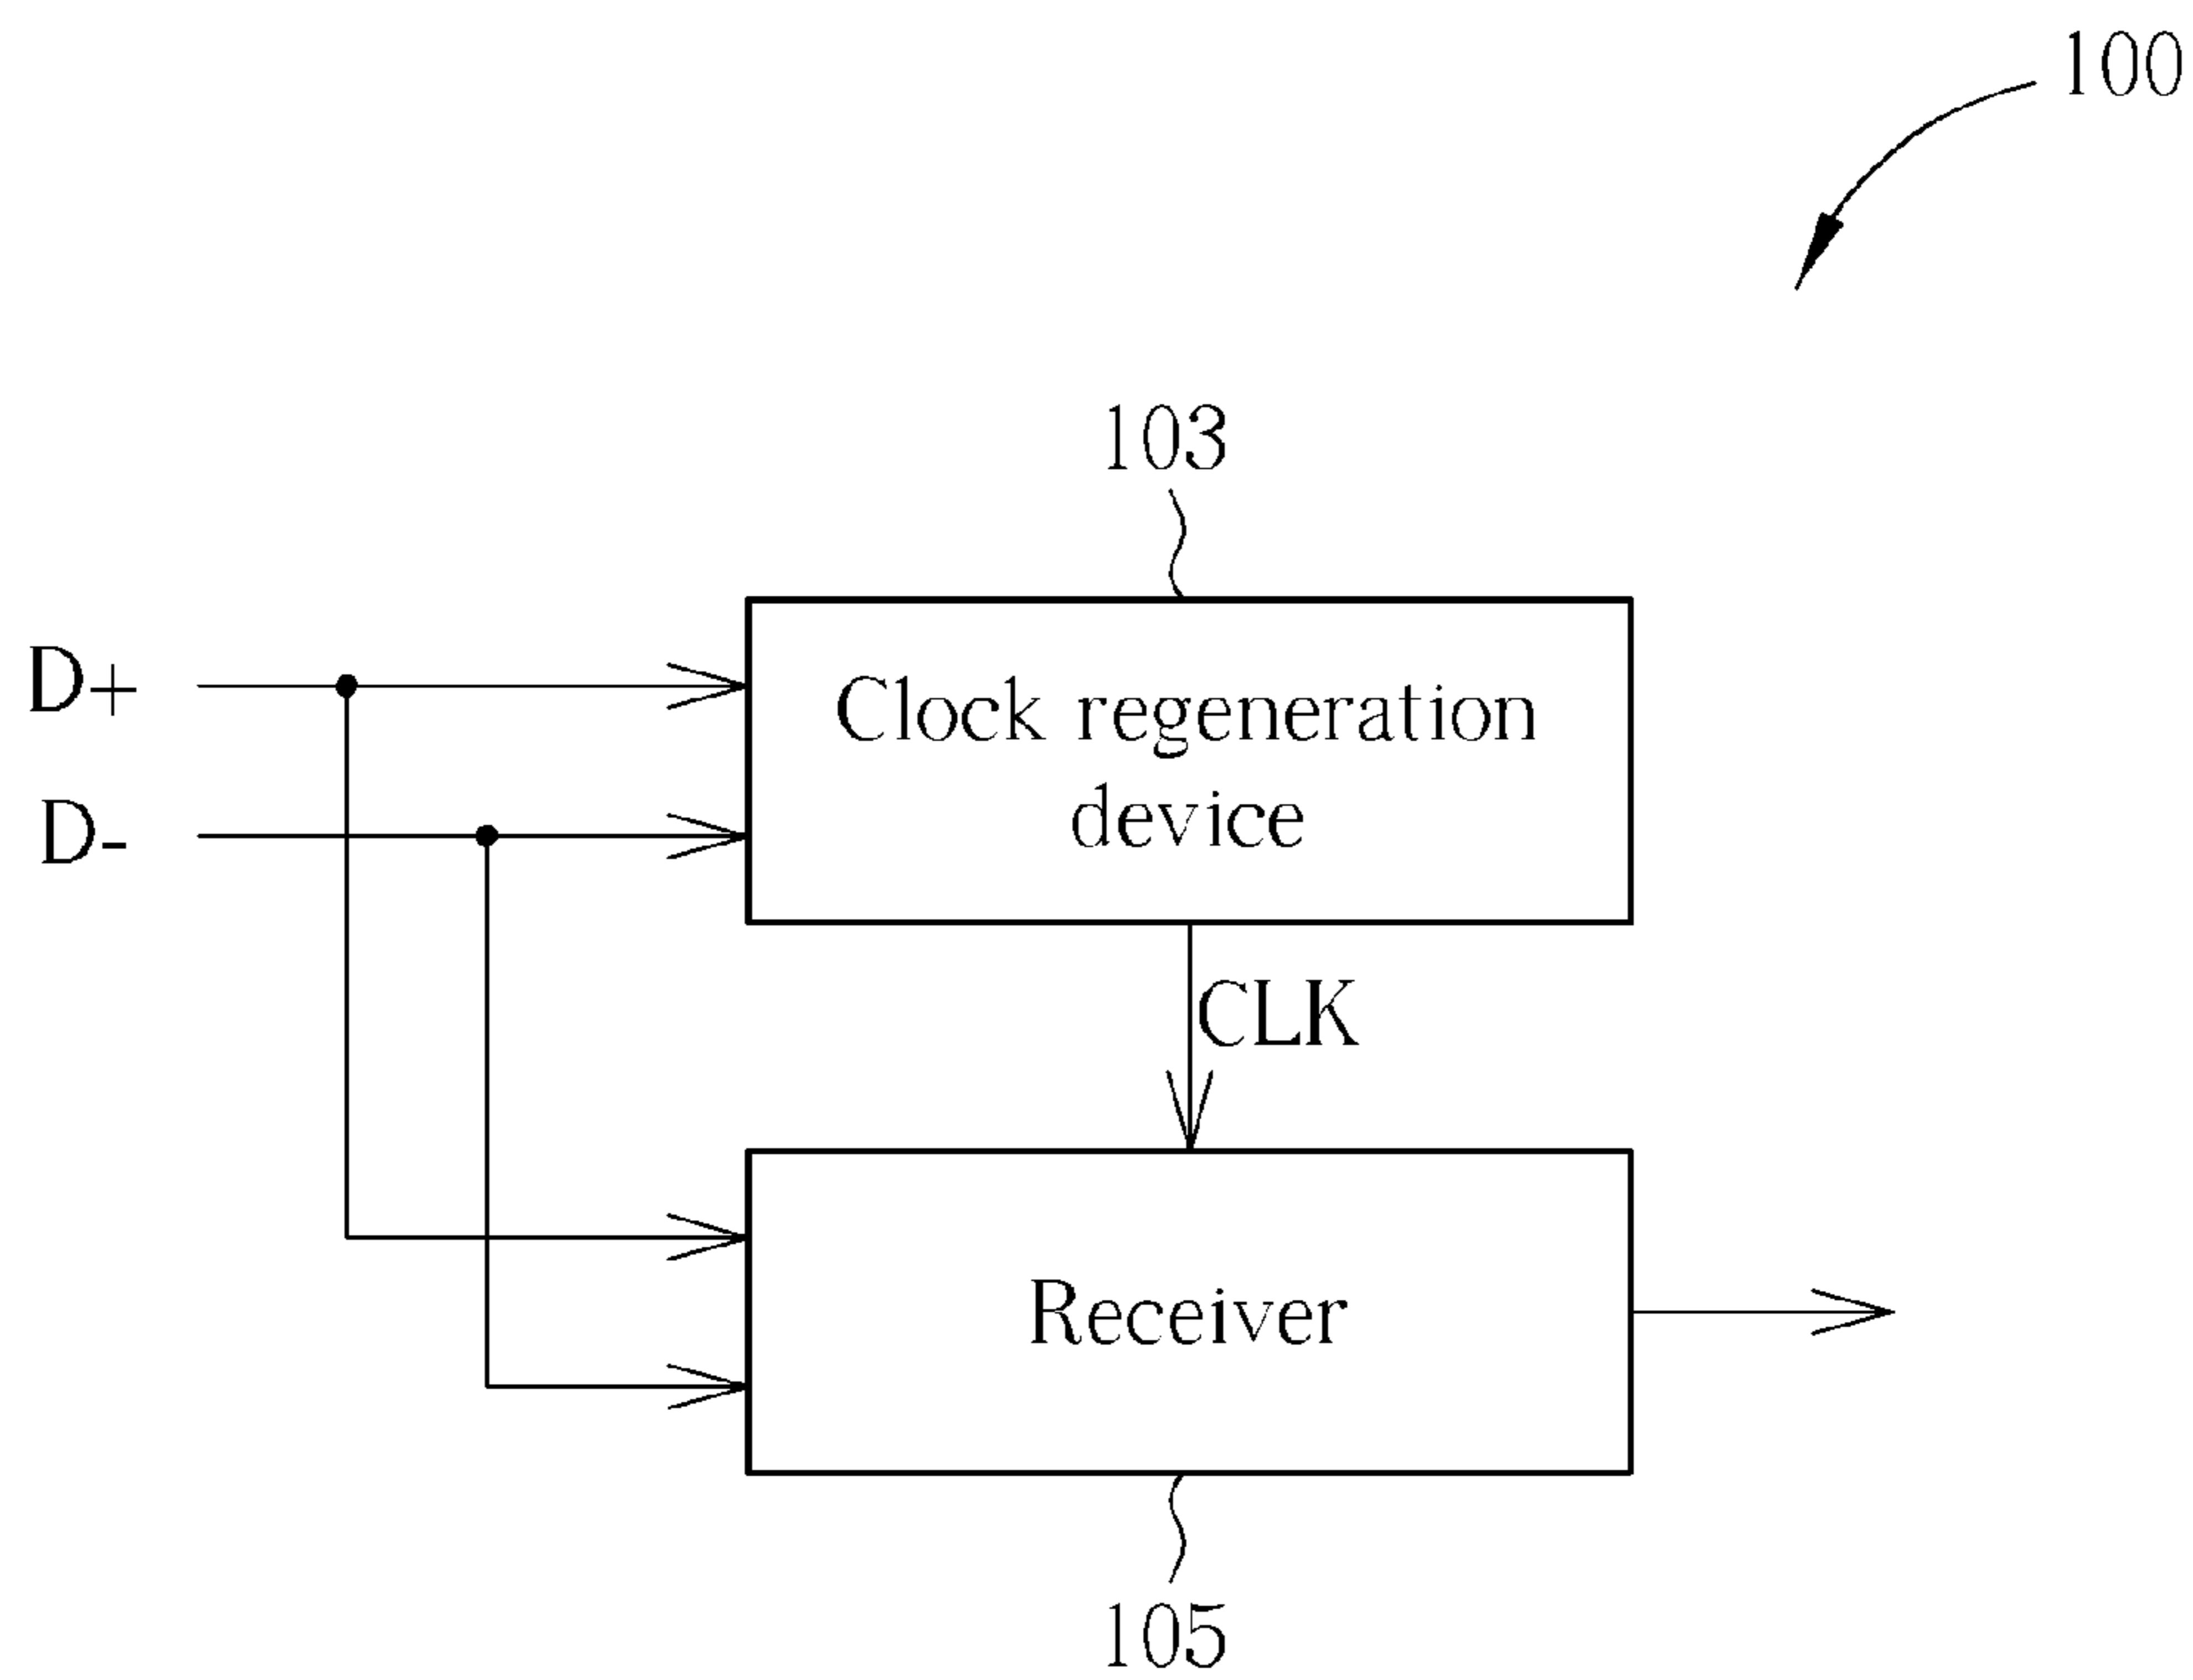 100
103
D+
Clock regeneration
device
D-
CLK
Receiver
105